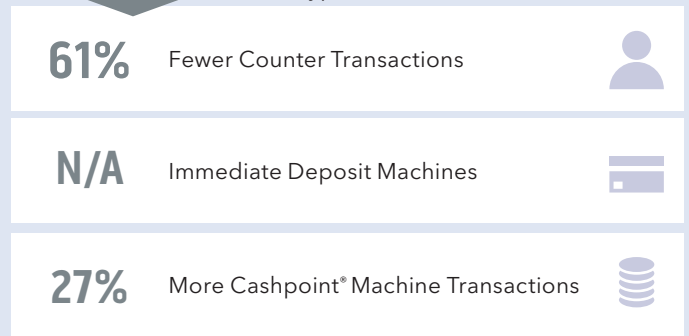 61% Fewer Counter Transactions
N/A Immediate Deposit Machines
27% More Cashpoint® Machine Transactions